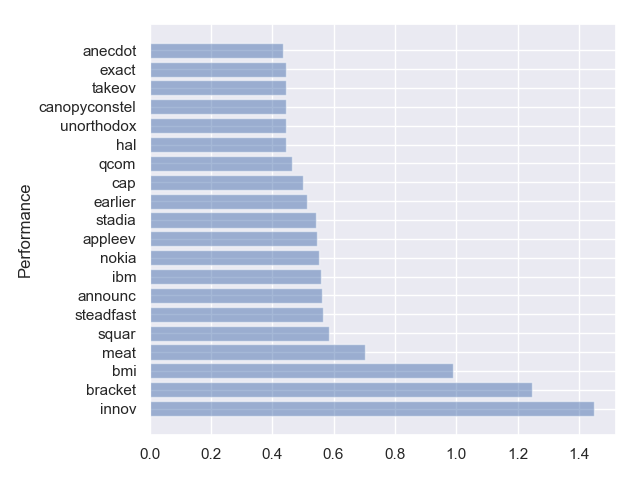 anecdot
exact
takeov
canopyconstel
unorthodox
hal
qcom
cap
earlier
stadia
appleev
nokia
ibm
announc
steadfast
squar
meat
bmi
bracket
innov
Performance
0.0 0.2 0.4 0.6 0.8 1.0 1.2 1.4